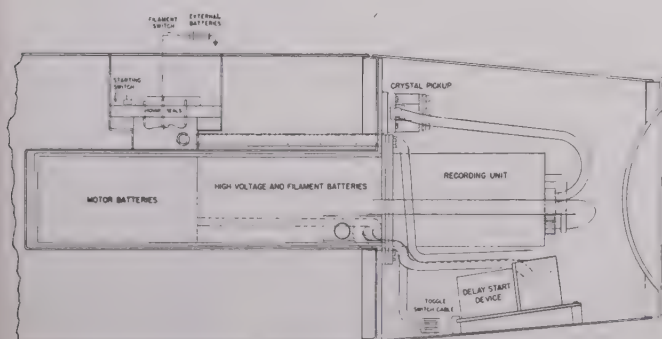 FILAMENT
SWITCH
EXTERNAL
BATTERIES
STARTING
SWITCH
SEALS
CRYSTAL PICKUP
MOTOR BATTERIES
HIGH VOLTAGE AND FILAMENT BATTERIES
RECORDING UNIT
DELAY START
DEVICE
TOGGLE
SWITCH CABLE